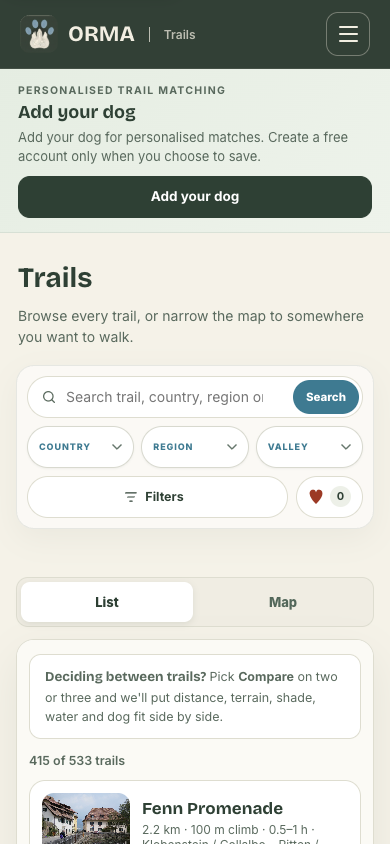 ORMA
Trails
PERSONALISED TRAIL MATCHING
Add your dog
Add your dog for personalised matches. Create a free
account only when you choose to save.
Add your dog
Trails
Browse every trail, or narrow the map to somewhere
you want to walk.
Search trail, country, region or
Search
COUNTRY
REGION
VALLEY
Filters
0
List
Map
Deciding between trails? Pick Compare on two
or three and we'll put distance, terrain, shade,
water and dog fit side by side.
415 of 533 trails
Fenn Promenade
2.2 km · 100 m climb · 0.5–1 h ·
Klobenstein / Collalbo · Ritten /